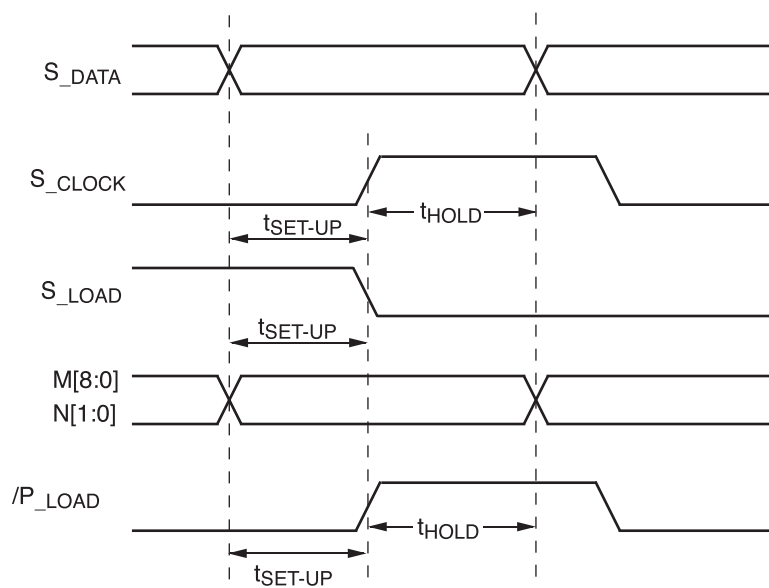 S_DATA
S_CLOCK
tSET-UP
tHOLD
S_LOAD
tSET-UP
M[8:0]
N[1:0]
/P_LOAD
tHOLD
tSET-UP